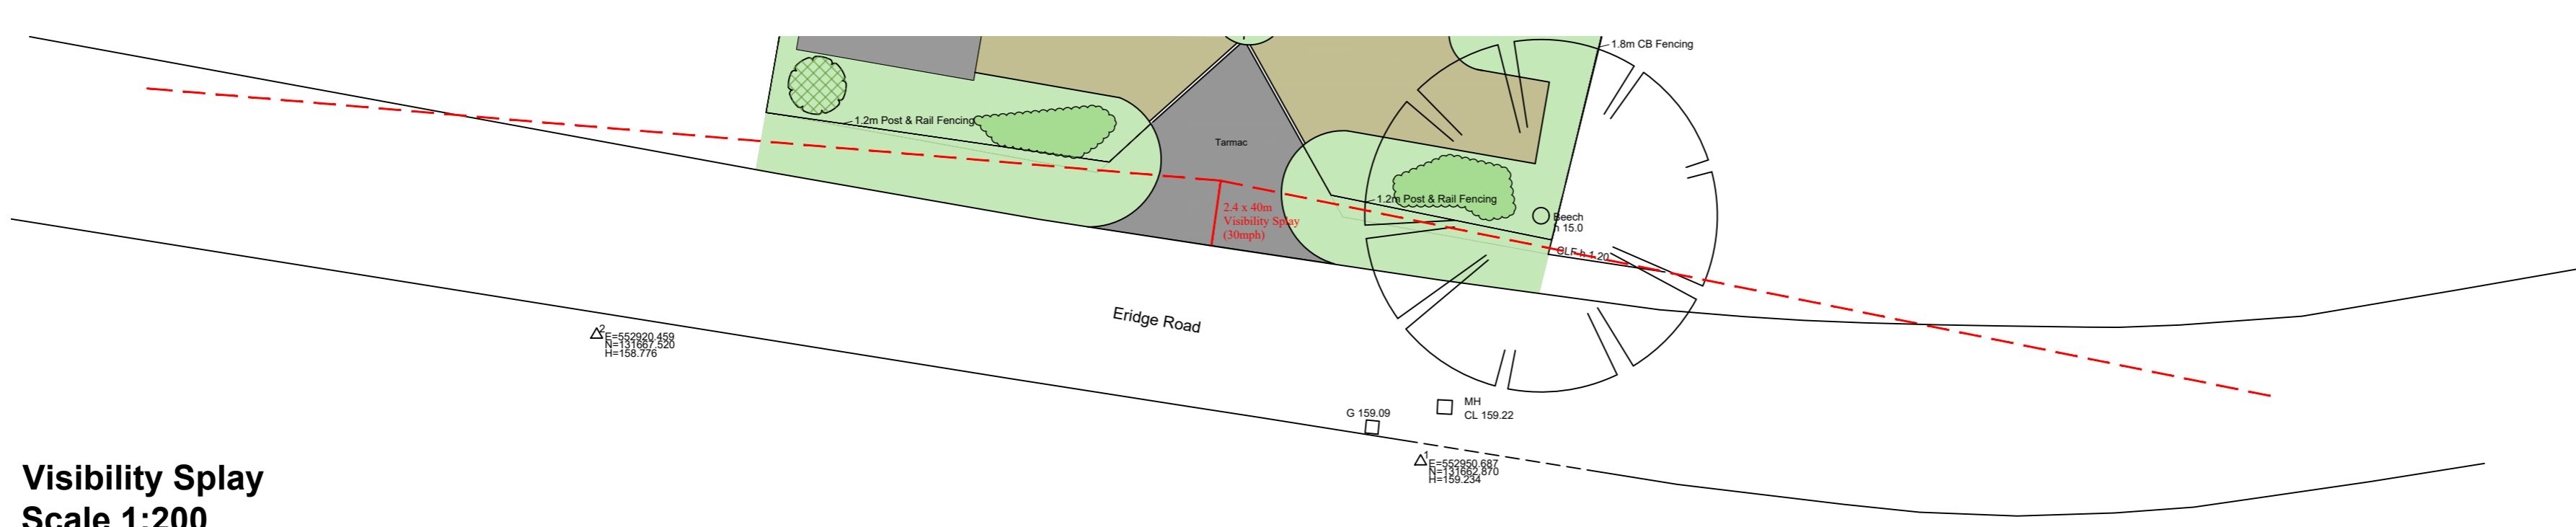 1.8m CB Fencing
1.2m Post & Rail Fencing
Tarmac
1.2m Post & Rail Fencing
2.4 x 40m
Visibility Splay
(30mph)
Beech
h 15.0
CLF h 1.20
Eridge Road
2
E=552920.459
N=131667.520
H=158.776
MH
CL 159.22
G 159.09
1
E=552950.687
N=131662.870
H=159.234
Visibility Splay
Scale 1:200